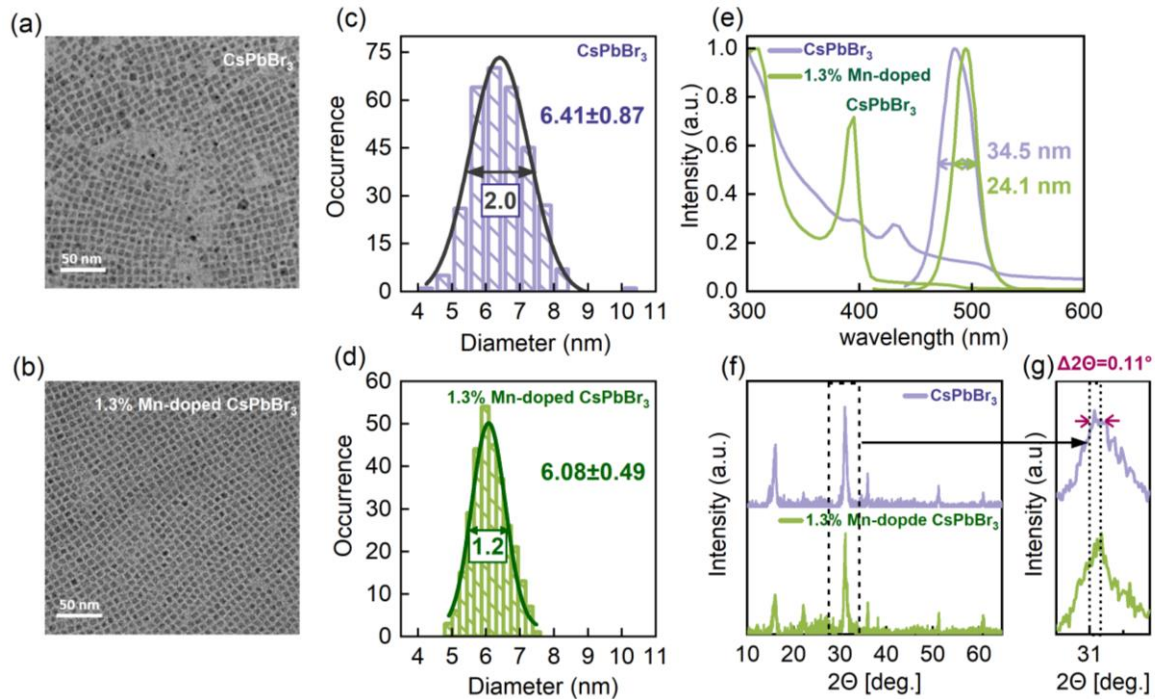 (a)
CsPbBr₃
50 nm
(b)
1.3% Mn-doped CsPbBr₃
50 nm
(c)
CsPbBr₃
6.41±0.87
2.0
75
60
45
30
15
0
Occurrence
4 5 6 7 8 9 10 11
Diameter (nm)
(d)
1.3% Mn-doped CsPbBr₃
6.08±0.49
1.2
60
50
40
30
20
10
0
Occurrence
4 5 6 7 8 9 10 11
Diameter (nm)
(e)
CsPbBr₃
1.3% Mn-doped
CsPbBr₃
34.5 nm
24.1 nm
1.0
0.8
0.6
0.4
0.2
0.0
Intensity (a.u.)
300 400 500 600
wavelength (nm)
(f)
CsPbBr₃
1.3% Mn-dopde CsPbBr₃
Intensity (a.u.)
10 20 30 40 50 60
2Θ [deg.]
(g)
Δ2Θ=0.11°
Intensity (a.u.)
31
2Θ [deg.]